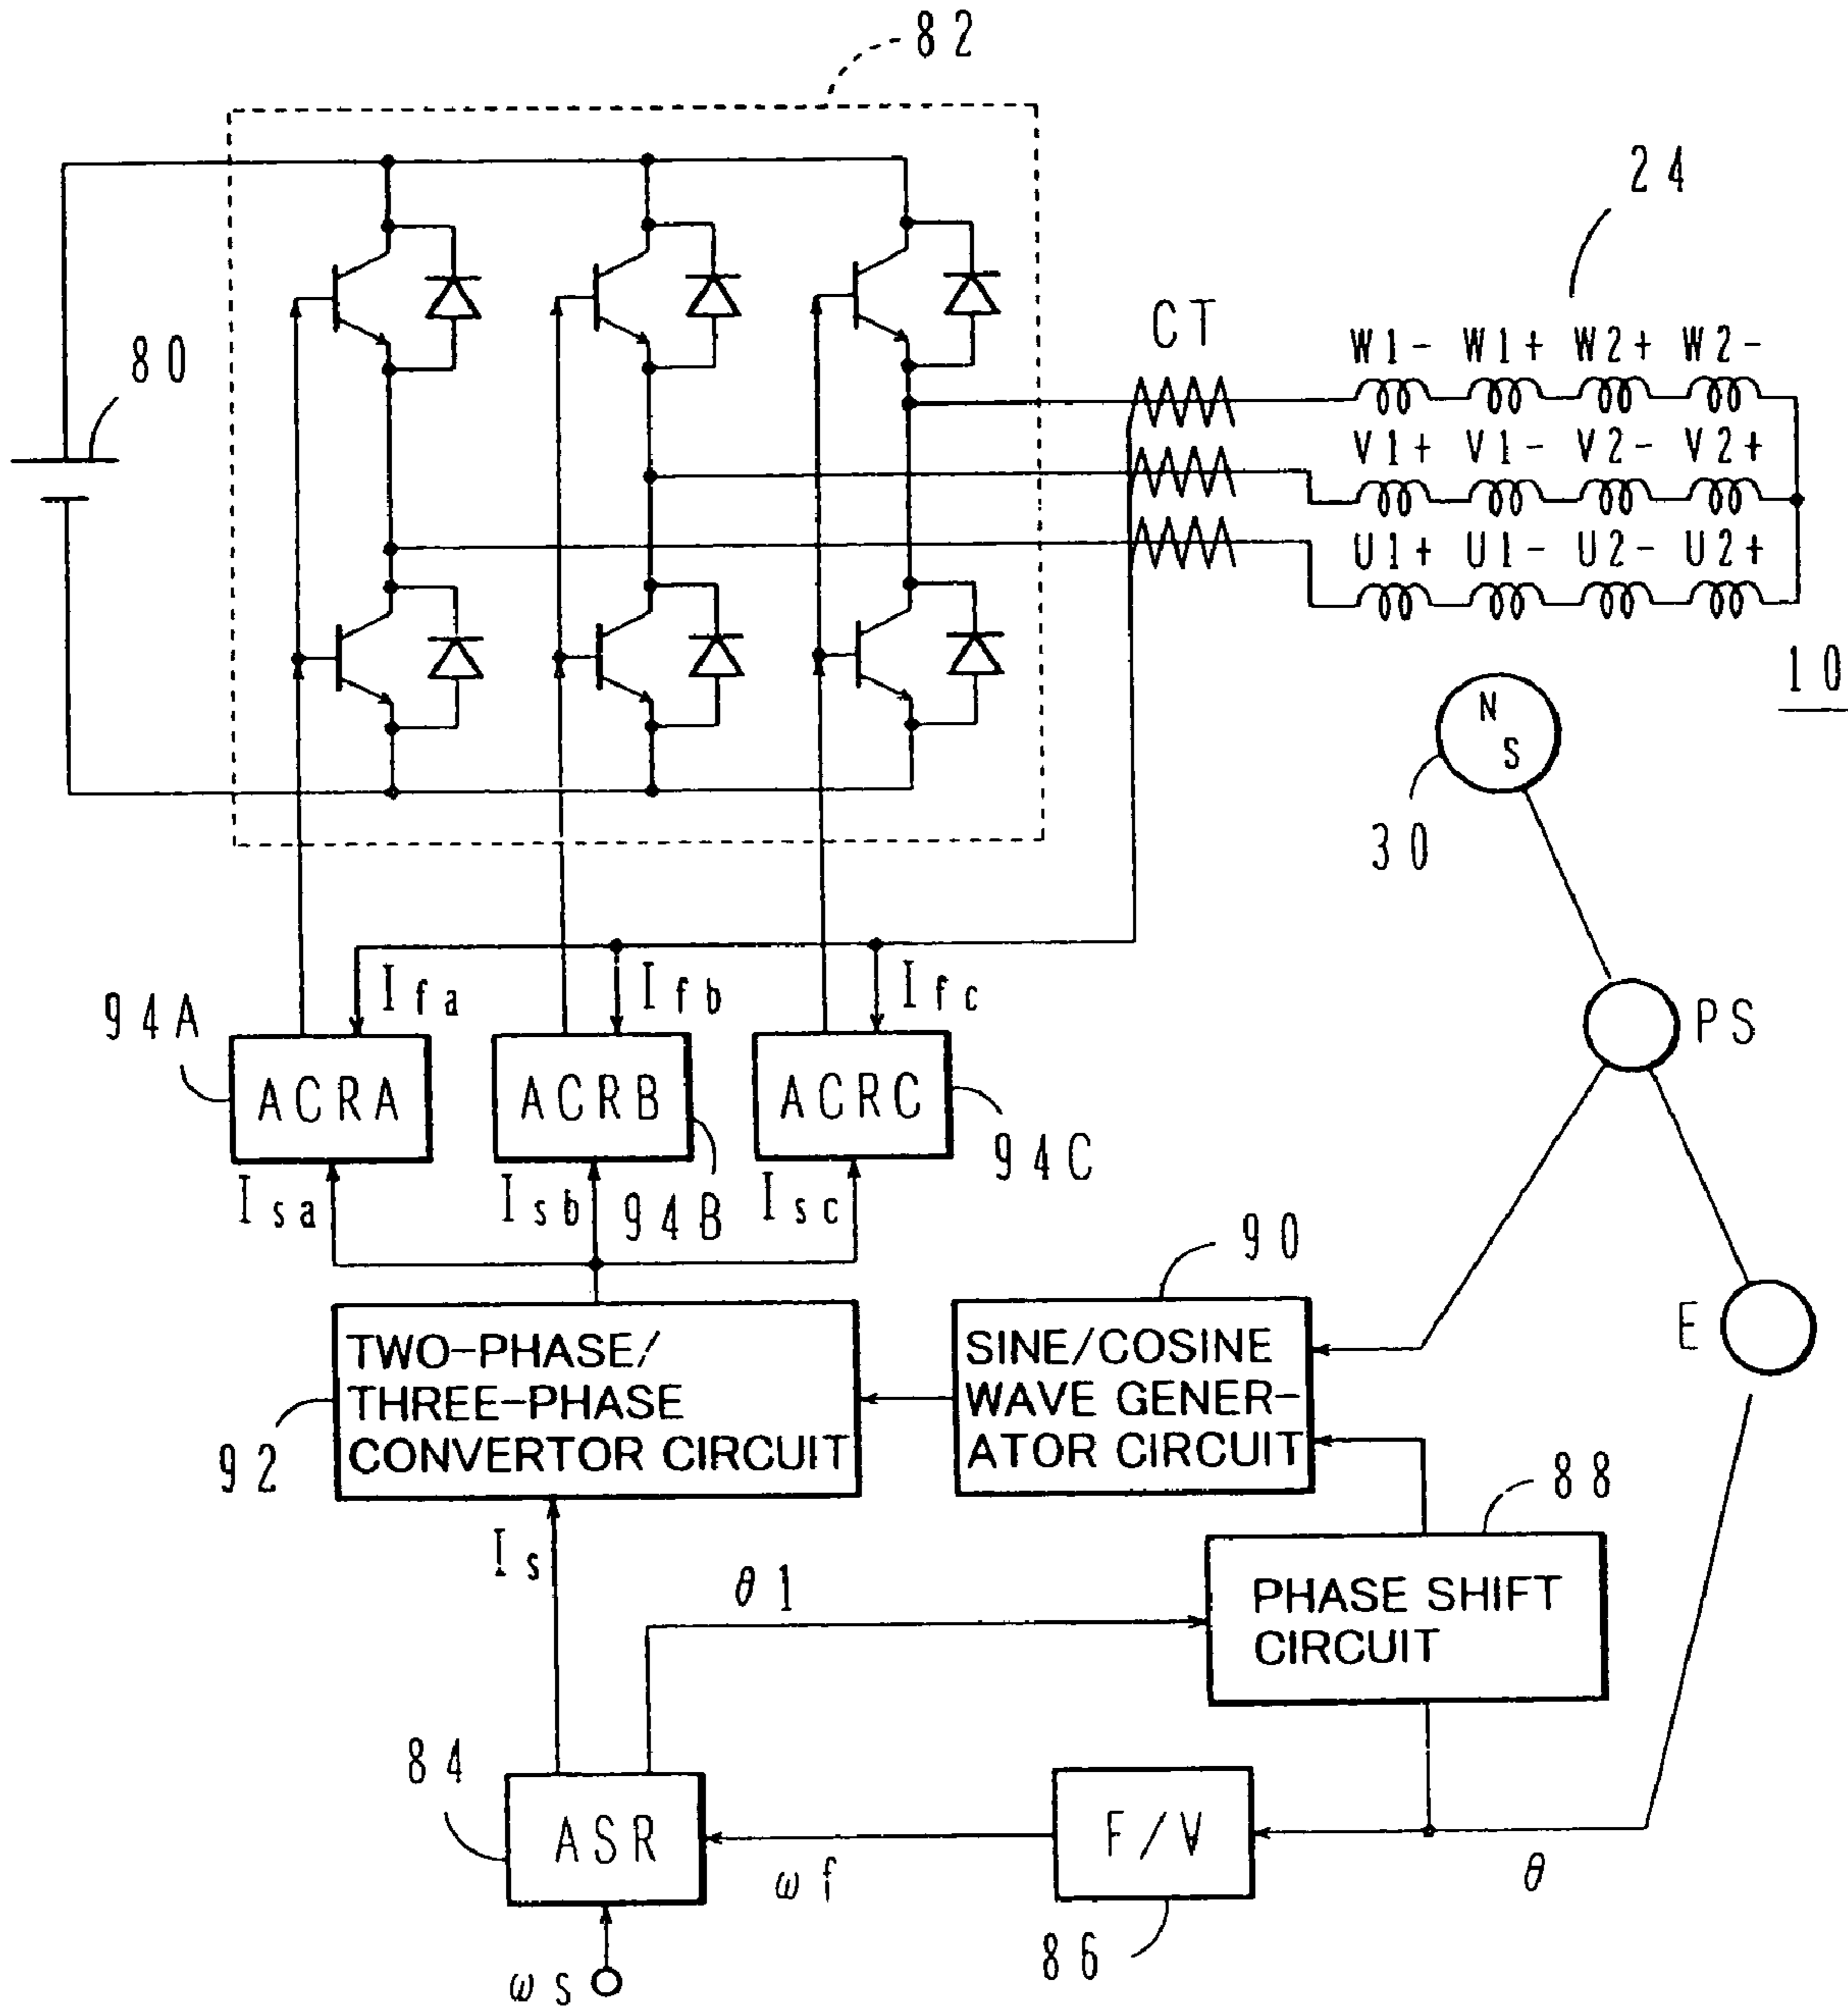 82
24
80
CT
W1- W1+ W2+ W2-
V1+ V1- V2- V2+
U1+ U1- U2- U2+
10
N
S
30
PS
Ifa
Ifb
Ifc
94A
ACRA
ACRB
ACRC
94C
94B
Isa
Isb
Isc
90
E
TWO-PHASE/
THREE-PHASE
CONVERTOR CIRCUIT
SINE/COSINE
WAVE GENER-
ATOR CIRCUIT
92
88
Is
θ1
PHASE SHIFT
CIRCUIT
84
ASR
F/V
ωf
θ
86
ωs